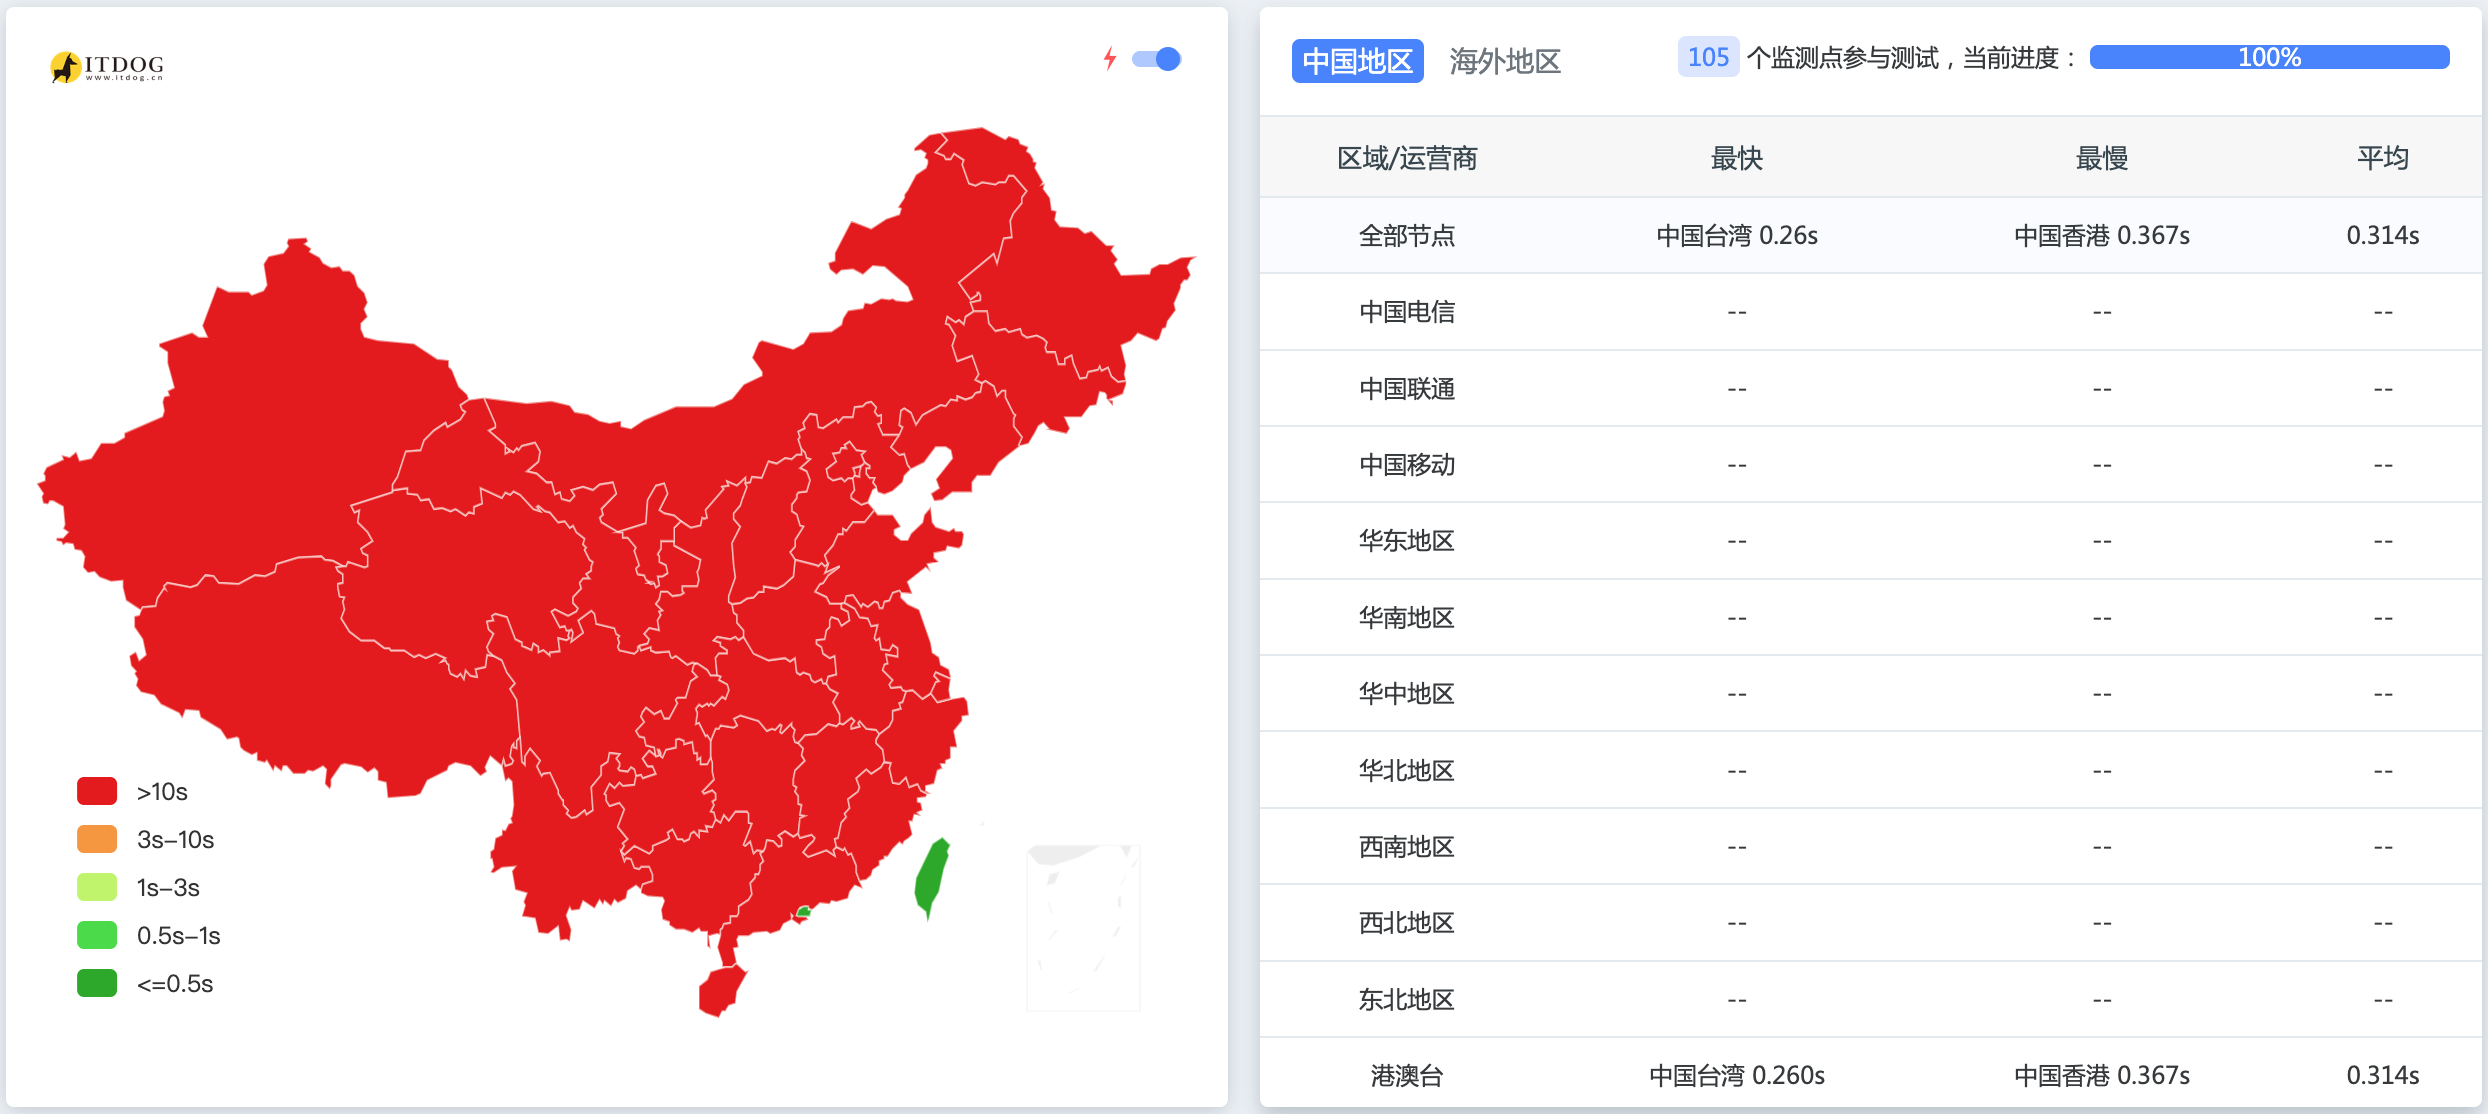 ITDOG
www.itdog.cn
>10s
3s–10s
1s–3s
0.5s–1s
<=0.5s
中国地区 海外地区 105 个监测点参与测试，当前进度： 100%
区域/运营商 最快 最慢 平均
全部节点 中国台湾 0.26s 中国香港 0.367s 0.314s
中国电信 -- -- --
中国联通 -- -- --
中国移动 -- -- --
华东地区 -- -- --
华南地区 -- -- --
华中地区 -- -- --
华北地区 -- -- --
西南地区 -- -- --
西北地区 -- -- --
东北地区 -- -- --
港澳台 中国台湾 0.260s 中国香港 0.367s 0.314s